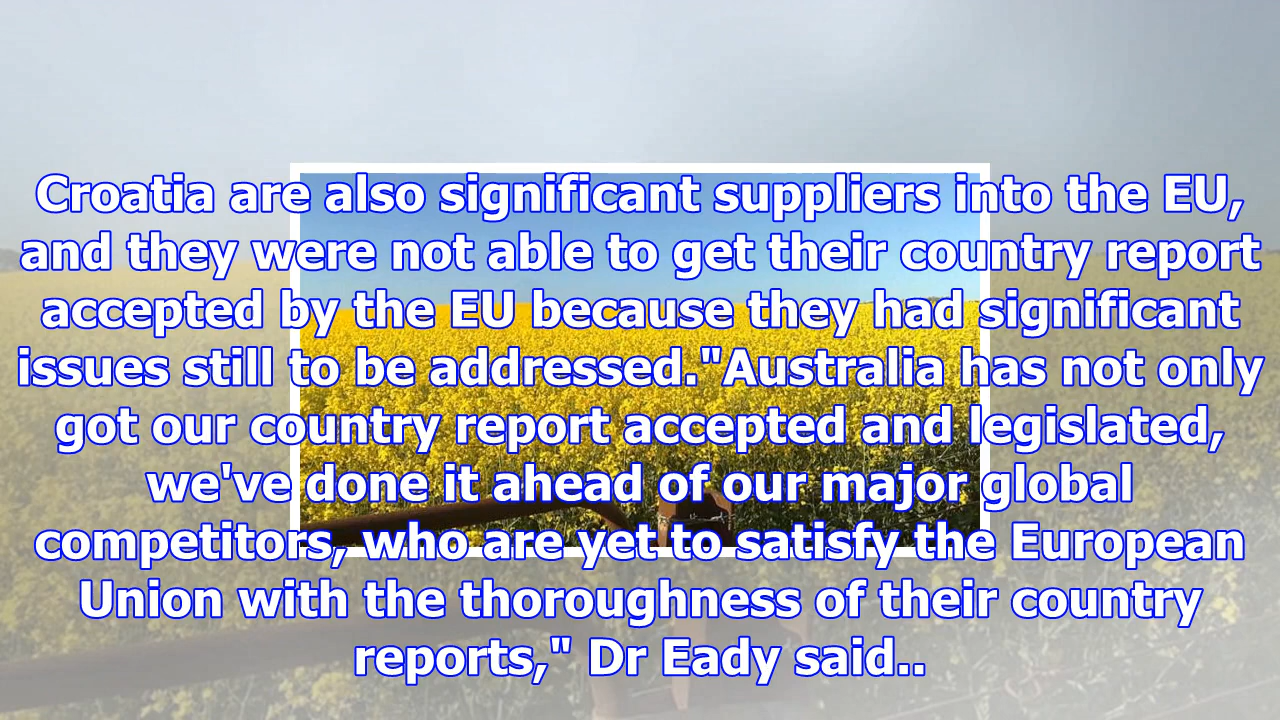 Croatia are also significant suppliers into the EU,
and they were not able to get their country report
accepted by the EU because they had significant
issues still to be addressed."Australia has not only
got our country report accepted and legislated,
we've done it ahead of our major global
competitors, who are yet to satisfy the European
Union with the thoroughness of their country
reports," Dr Eady said..